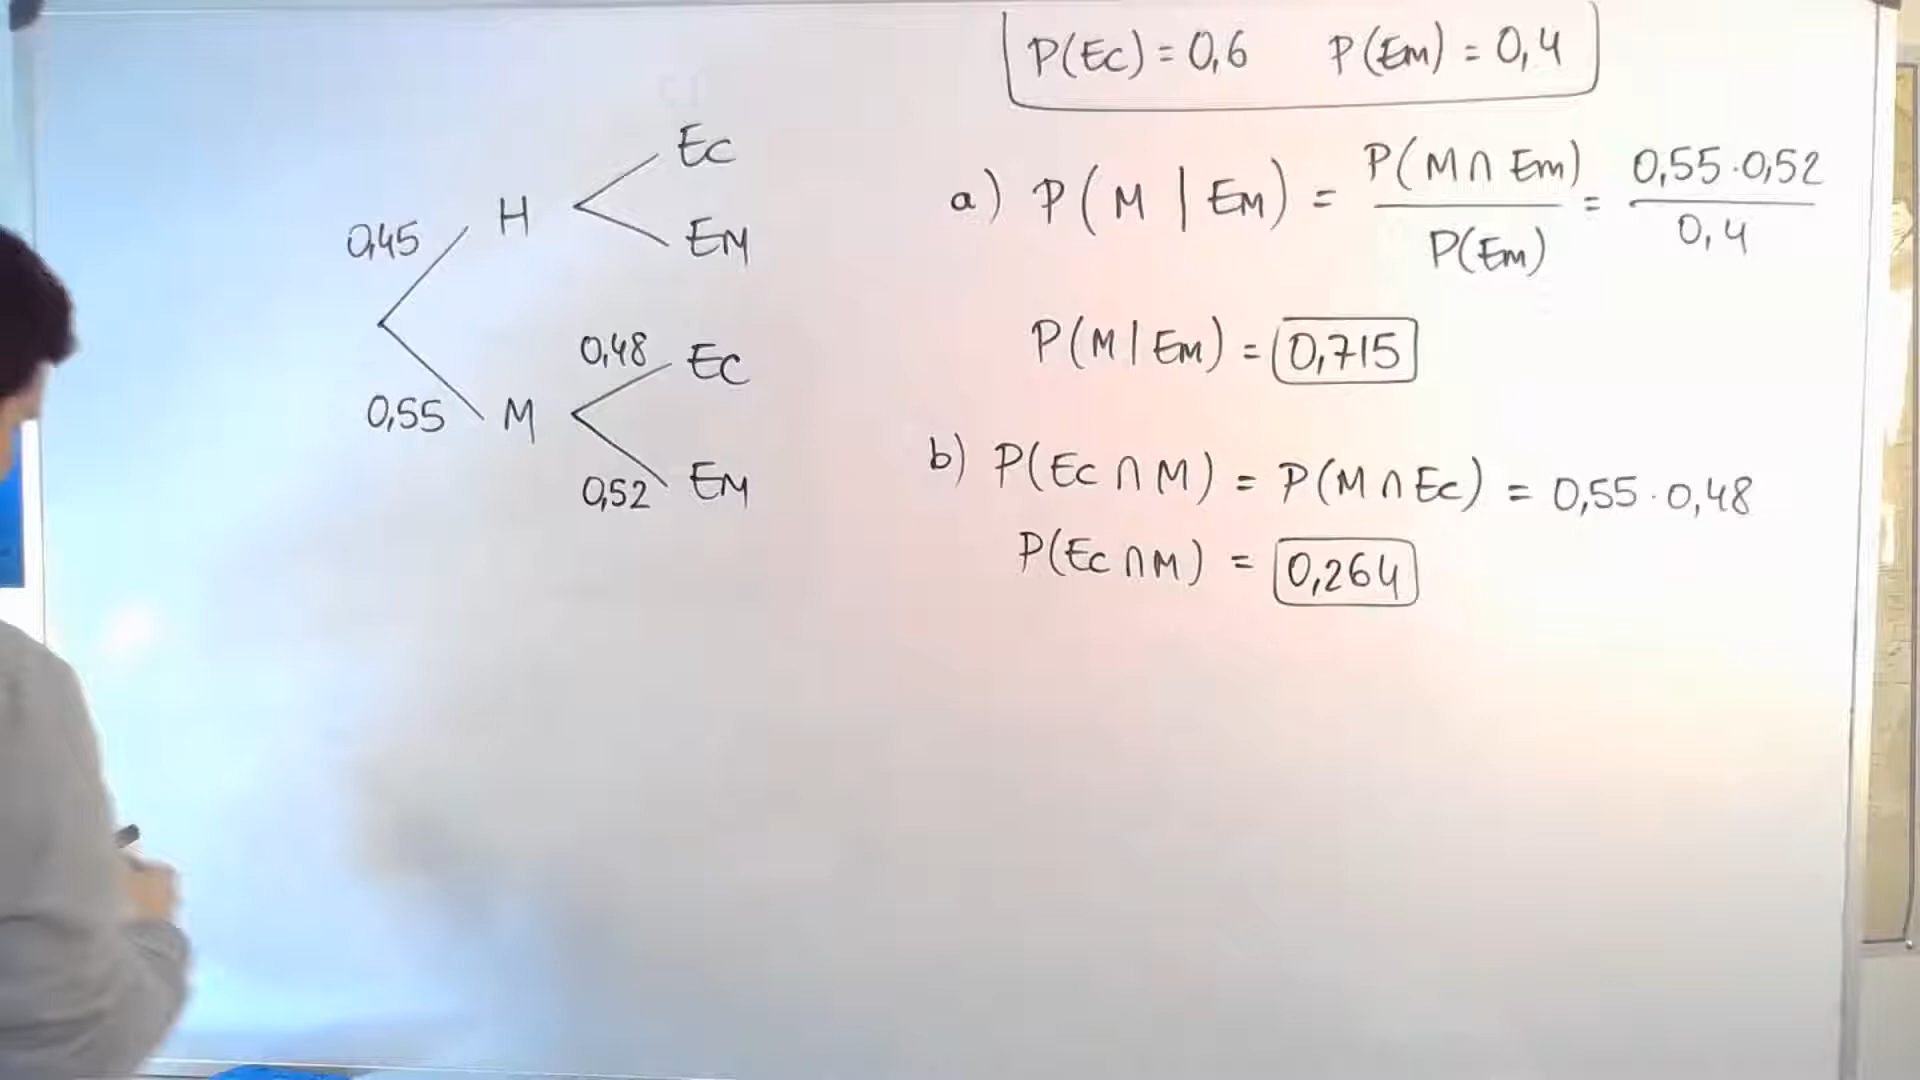 P(Ec) = 0,6 P(Em) = 0,4
Ec
0,45 H
EM
0,48 EC
0,55 M
0,52 EM
a) P(M | EM) = P(M ∩ Em) / P(Em) = 0,55 · 0,52 / 0,4
P(M | EM) = 0,715
b) P(Ec ∩ M) = P(M ∩ Ec) = 0,55 · 0,48
P(Ec ∩ M) = 0,264